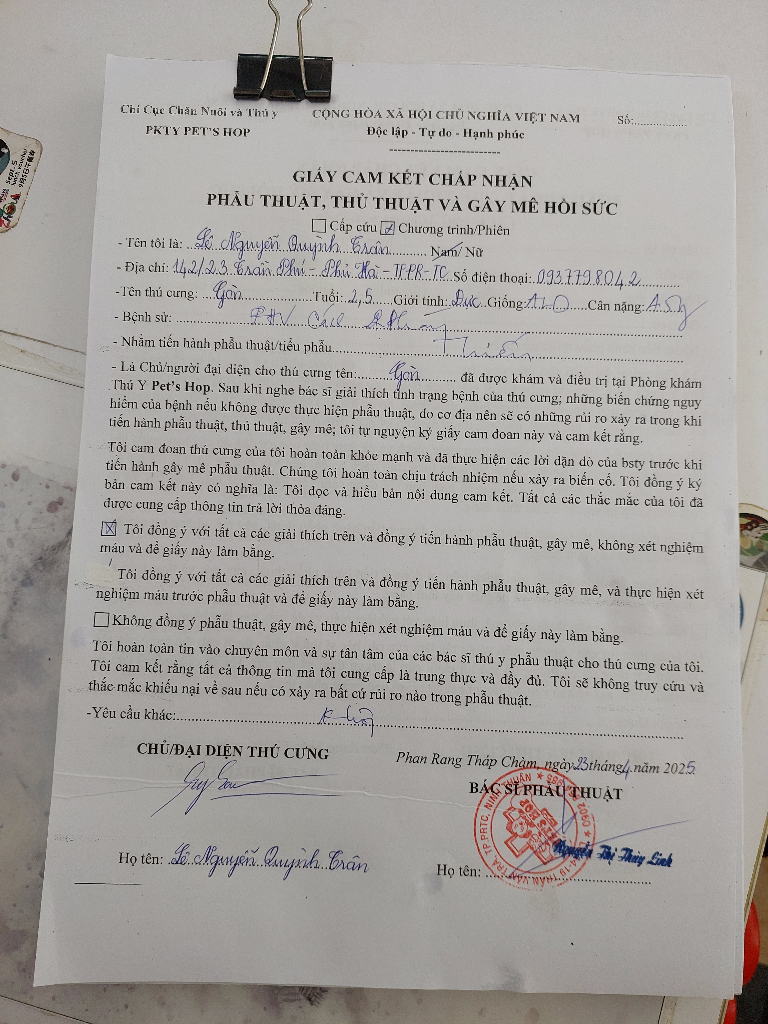 Chi Cục Chăn Nuôi và Thú y CỘNG HÒA XÃ HỘI CHỦ NGHĨA VIỆT NAM Số:................
PKTY PET'S HOP Độc lập - Tự do - Hạnh phúc
GIẤY CAM KẾT CHẤP NHẬN
PHẪU THUẬT, THỦ THUẬT VÀ GÂY MÊ HỒI SỨC
Cấp cứu Chương trình/Phiên
- Tên tôi là: Lê Nguyễn Quỳnh Trân Nam/ Nữ
- Địa chỉ: 142/23 Trần Phú - Phủ Hà - TP.PR-TC Số điện thoại: 0937798042
-Tên thú cưng: Gòn Tuổi: 2,5 Giới tính: Đực Giống: ALD Cân nặng:
- Bệnh sử:
- Nhằm tiến hành phẫu thuật/tiểu phẫu
- Là Chủ/người đại diện cho thú cưng tên: Gòn đã được khám và điều trị tại Phòng khám
Thú Y Pet's Hop. Sau khi nghe bác sĩ giải thích tình trạng bệnh của thú cưng; những biến chứng nguy
hiểm của bệnh nếu không được thực hiện phẫu thuật, do cơ địa nên sẽ có những rủi ro xảy ra trong khi
tiến hành phẫu thuật, thủ thuật, gây mê; tôi tự nguyện ký giấy cam đoan này và cam kết rằng.
Tôi cam đoan thú cưng của tôi hoàn toàn khỏe mạnh và đã thực hiện các lời dặn dò của bsty trước khi
tiến hành gây mê phẫu thuật. Chúng tôi hoàn toàn chịu trách nhiệm nếu xảy ra biến cố. Tôi đồng ý ký
bản cam kết này có nghĩa là: Tôi đọc và hiểu bản nội dung cam kết. Tất cả các thắc mắc của tôi đã
được cung cấp thông tin trả lời thỏa đáng.
Tôi đồng ý với tất cả các giải thích trên và đồng ý tiến hành phẫu thuật, gây mê, không xét nghiệm
máu và để giấy này làm bằng.
Tôi đồng ý với tất cả các giải thích trên và đồng ý tiến hành phẫu thuật, gây mê, và thực hiện xét
nghiệm máu trước phẫu thuật và để giấy này làm bằng.
Không đồng ý phẫu thuật, gây mê, thực hiện xét nghiệm máu và để giấy này làm bằng.
Tôi hoàn toàn tin vào chuyên môn và sự tân tâm của các bác sĩ thú y phẫu thuật cho thú cưng của tôi.
Tôi cam kết rằng tất cả thông tin mà tôi cung cấp là trung thực và đầy đủ. Tôi sẽ không truy cứu và
thắc mắc khiếu nại về sau nếu có xảy ra bất cứ rủi ro nào trong phẫu thuật.
-Yêu cầu khác: không
CHỦ/ĐẠI DIỆN THÚ CƯNG Phan Rang Tháp Chàm, ngày 23 tháng 4 năm 2025
BÁC SĨ PHẪU THUẬT
Nguyễn Thị Thùy Linh
Họ tên: Lê Nguyễn Quỳnh Trân Họ tên: